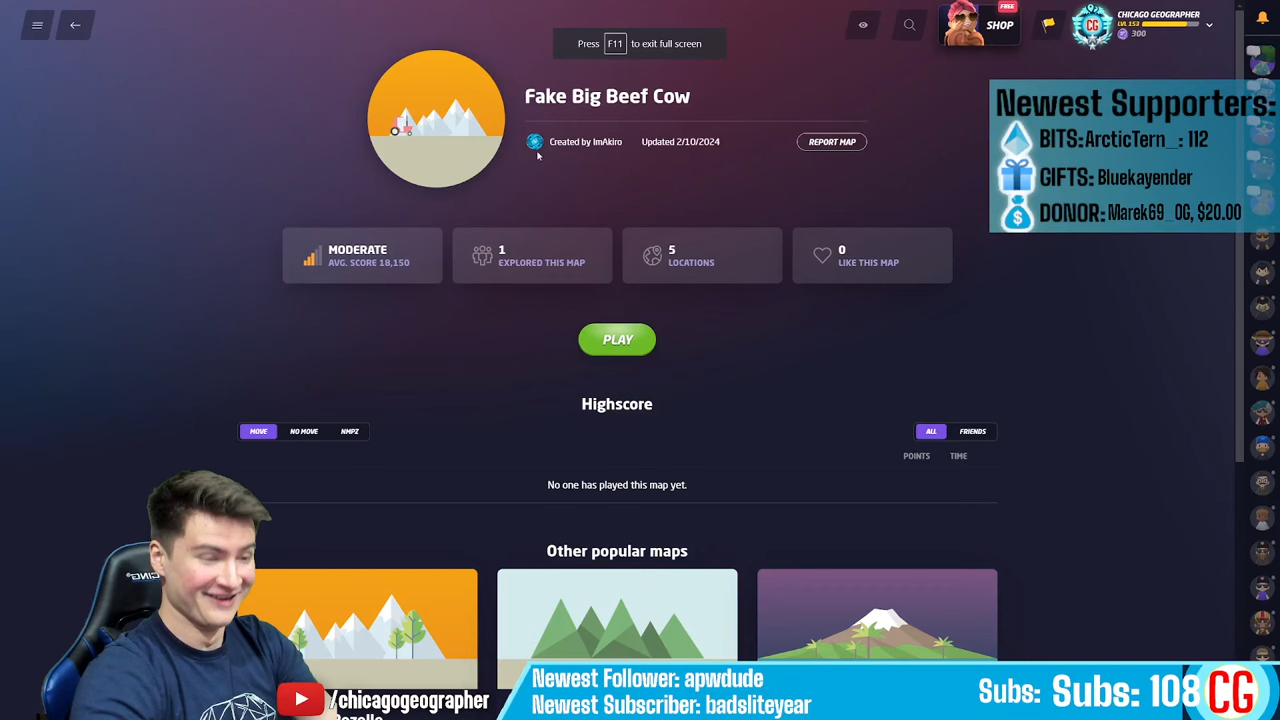 Press F11 to exit full screen
FREE
SHOP
CG
CHICAGO GEOGRAPHER
LVL 153
300
Fake Big Beef Cow
Created by ImAkiro
Updated 2/10/2024
REPORT MAP
Newest Supporters:
BITS: ArcticTern_: 112
GIFTS: Bluekayender
DONOR: Marek69_OG, $20.00
MODERATE
AVG. SCORE 18,150
1
EXPLORED THIS MAP
5
LOCATIONS
0
LIKE THIS MAP
PLAY
Highscore
MOVE
NO MOVE
NMPZ
ALL
FRIENDS
POINTS
TIME
No one has played this map yet.
Other popular maps
/chicagogeographer
Newest Follower: apwdude
Newest Subscriber: badsliteyear
Subs: Subs: 108
CG